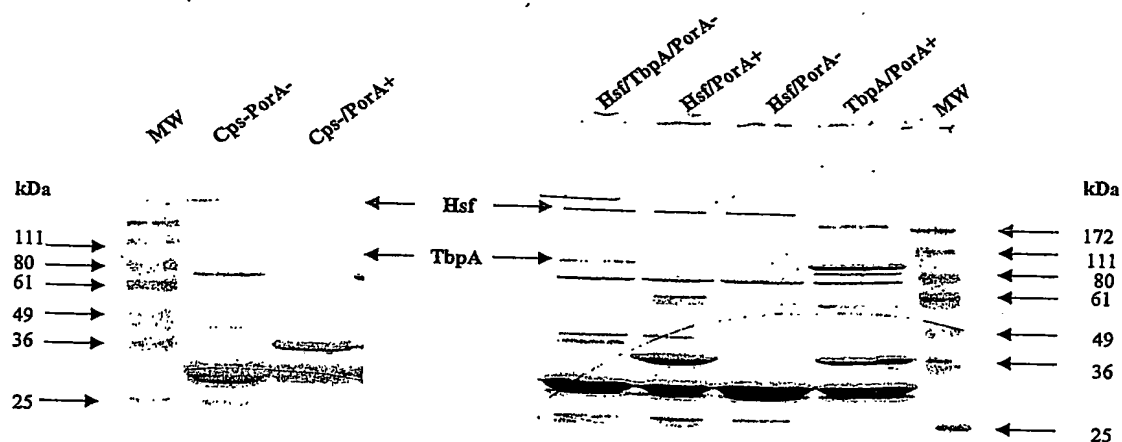 MW
Cps-PorA-
Cps-/PorA+
Hsf/TbpA/PorA-
Hsf/PorA+
Hsf/PorA-
TbpA/PorA+
MW
kDa
111
80
61
49
36
25
Hsf
TbpA
kDa
172
111
80
61
49
36
25